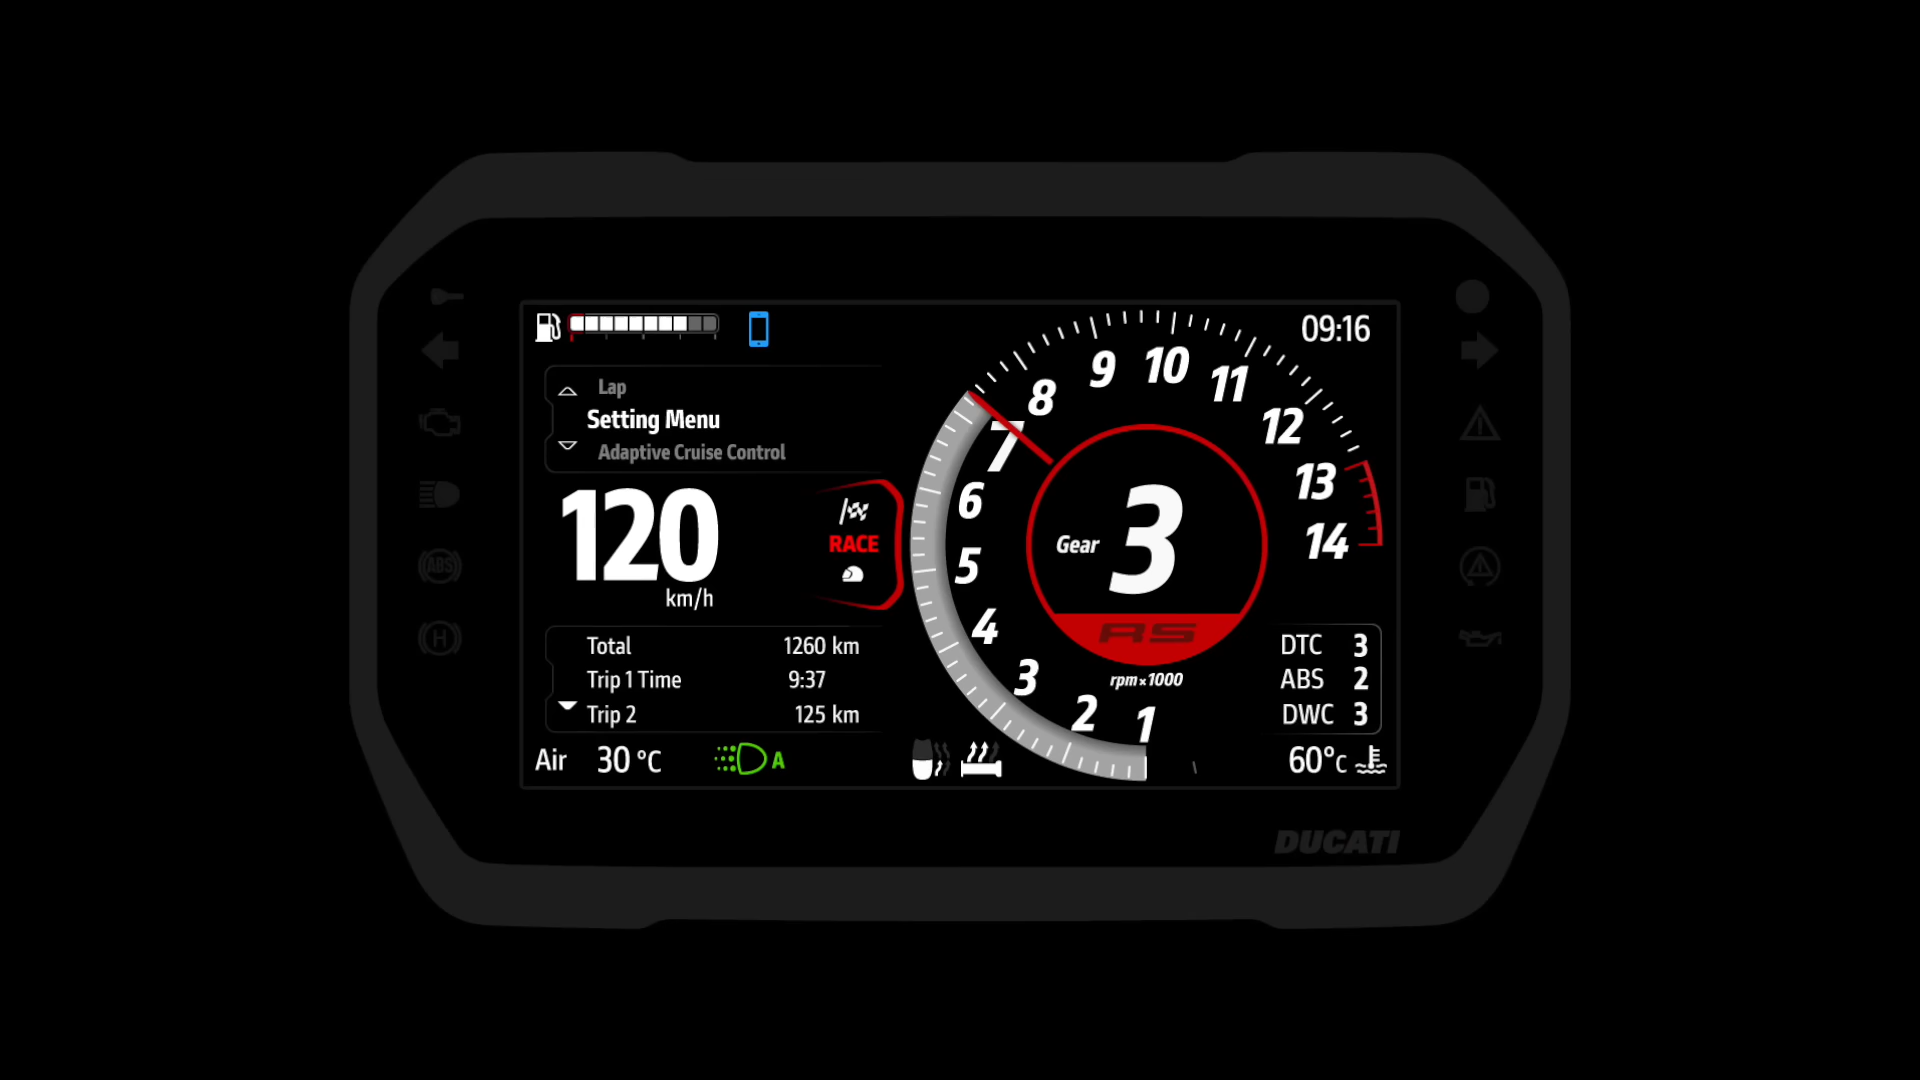 09:16
Lap
Setting Menu
Adaptive Cruise Control
120
km/h
RACE
Total 1260 km
Trip 1 Time 9:37
Trip 2 125 km
Air 30 °C
A
1
2
3
4
5
6
7
8
9
10
11
12
13
14
Gear 3
RS
rpm×1000
DTC 3
ABS 2
DWC 3
60°C
ABS
H
DUCATI